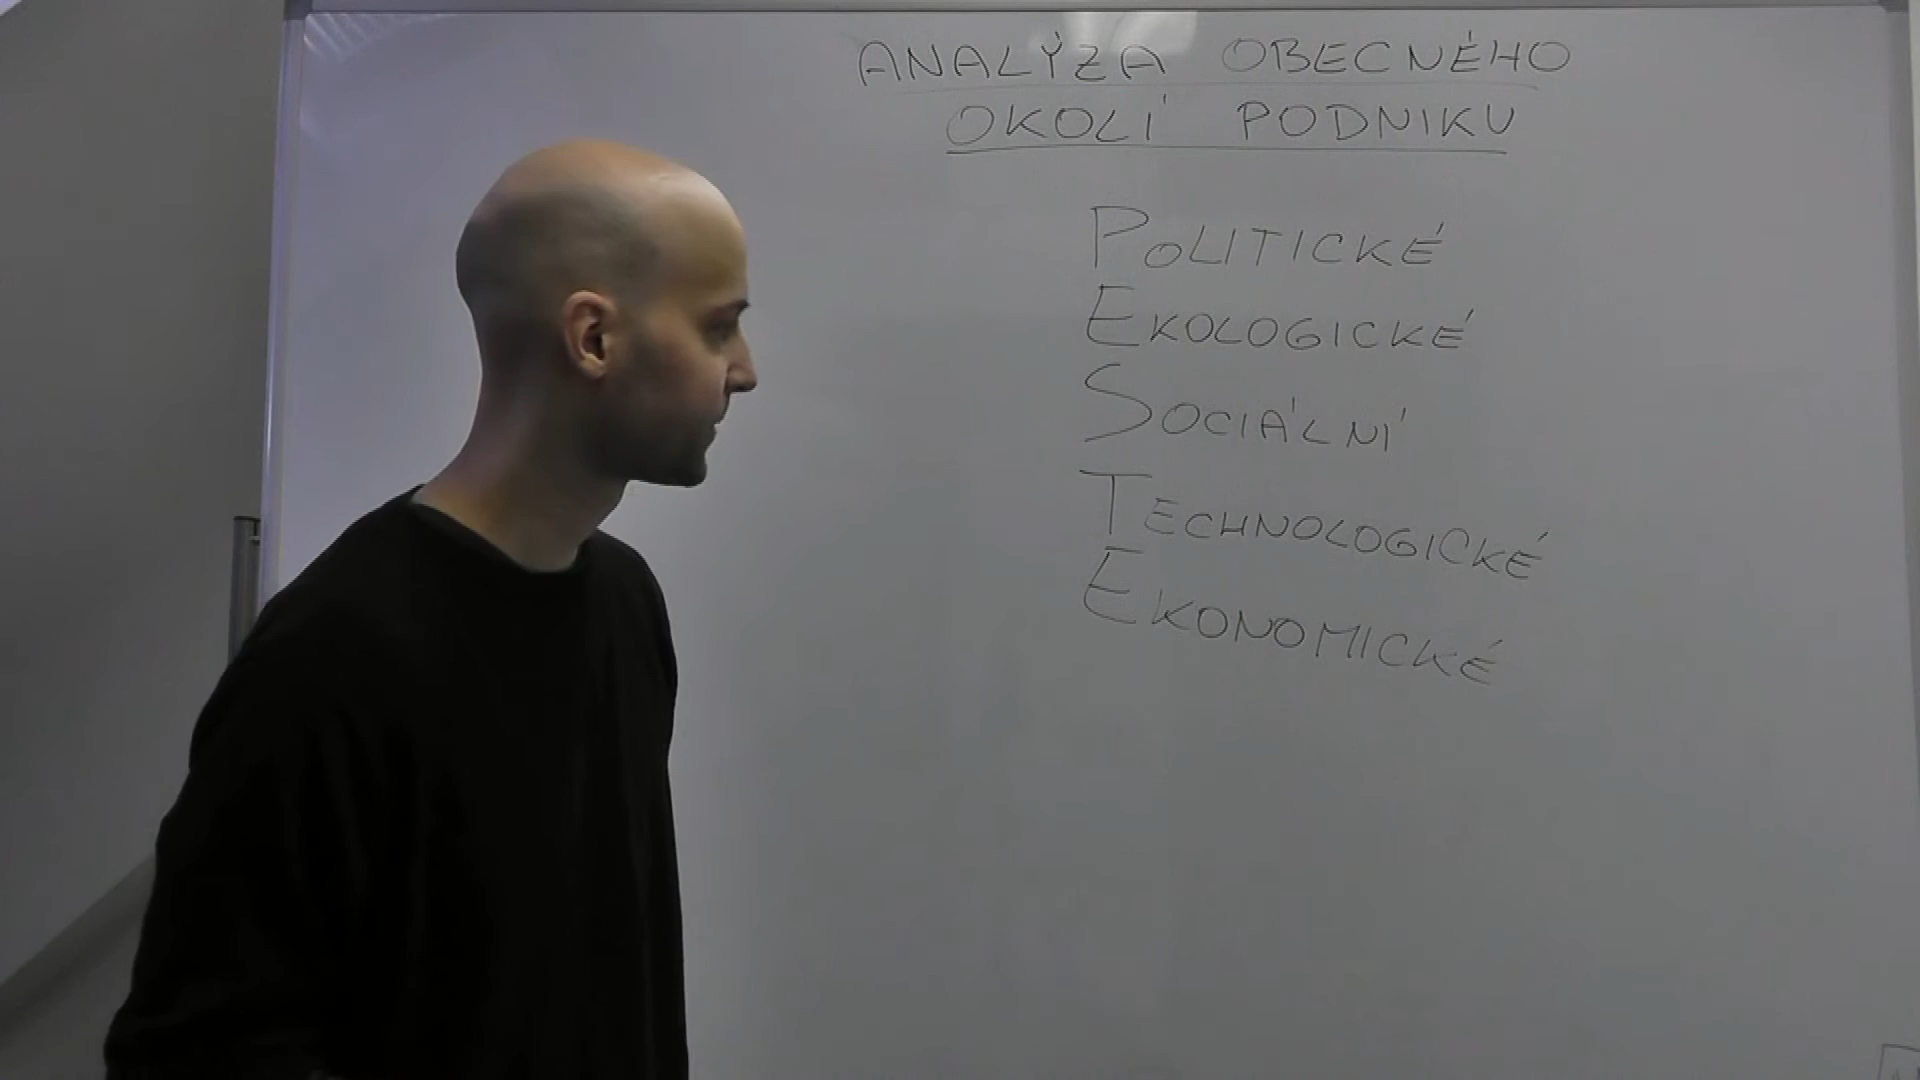 ANALÝZA OBECNÉHO
OKOLÍ PODNIKU
POLITICKÉ
EKOLOGICKÉ
SOCIÁLNÍ
TECHNOLOGICKÉ
EKONOMICKÉ